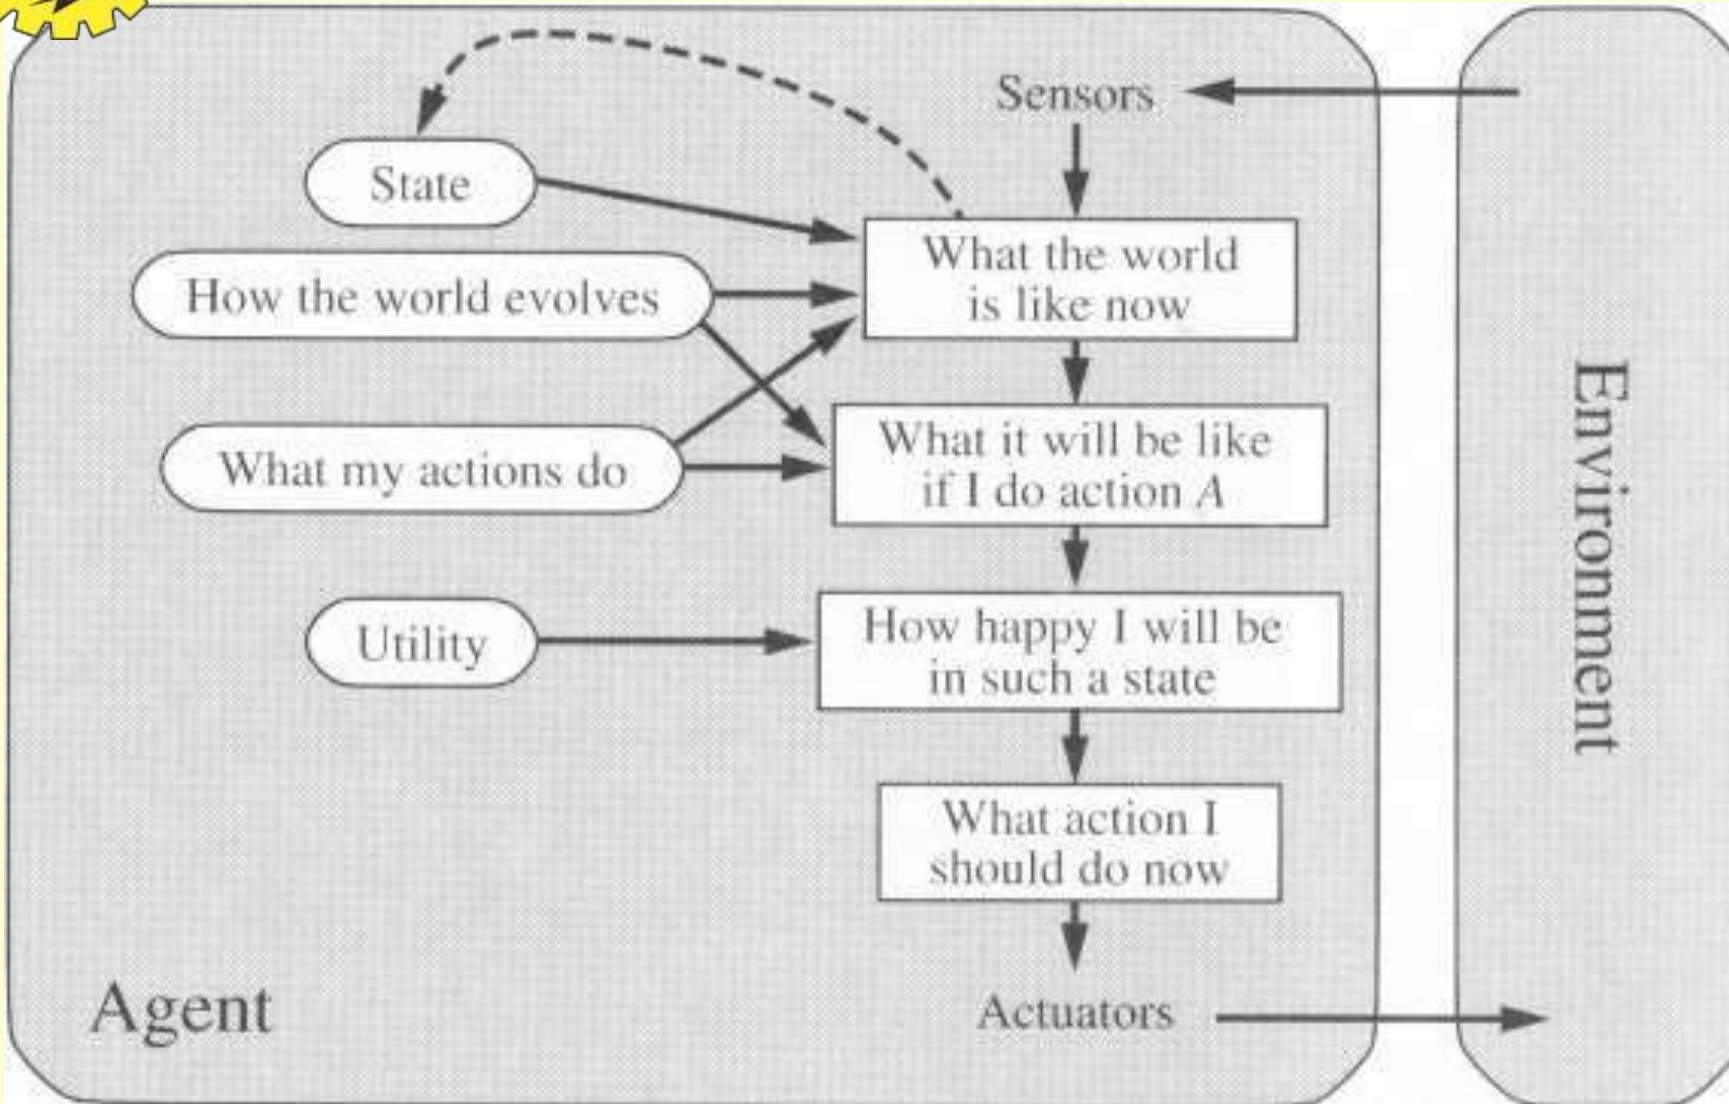 Sensors
State
What the world
is like now
How the world evolves
What my actions do
What it will be like
if I do action A
Utility
How happy I will be
in such a state
What action I
should do now
Agent
Actuators
Environment